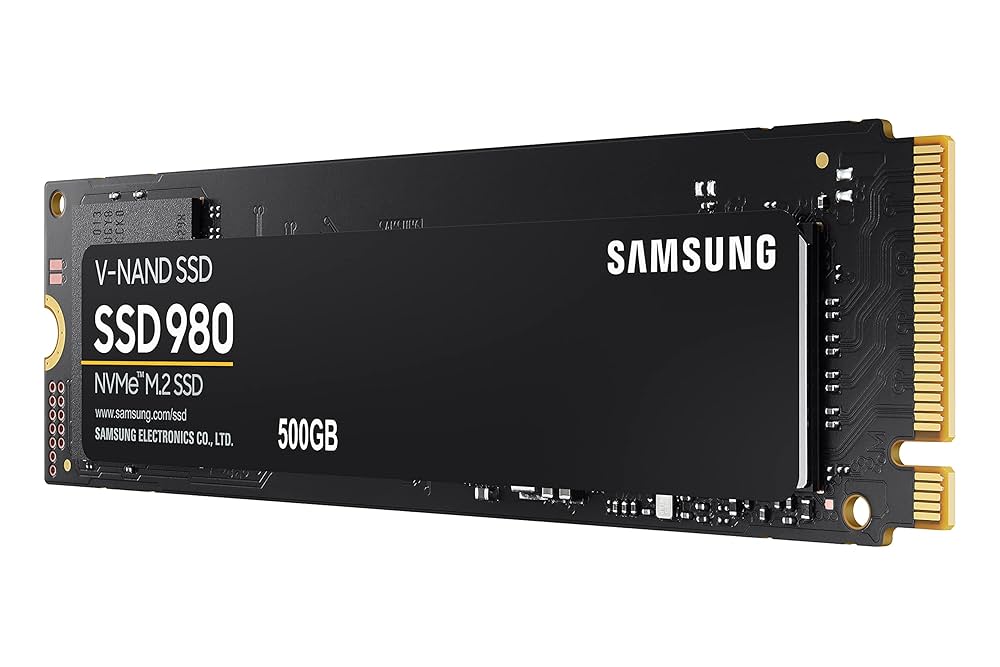 SAMSUNG
V-NAND SSD
SSD 980
NVMe™ M.2 SSD
www.samsung.com/ssd
SAMSUNG ELECTRONICS CO., LTD.
500GB